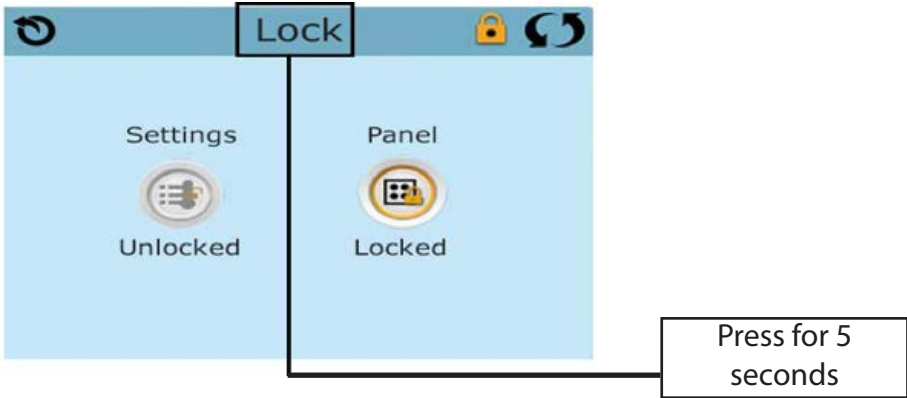 Lock
Settings Panel
Unlocked Locked
Press for 5
seconds